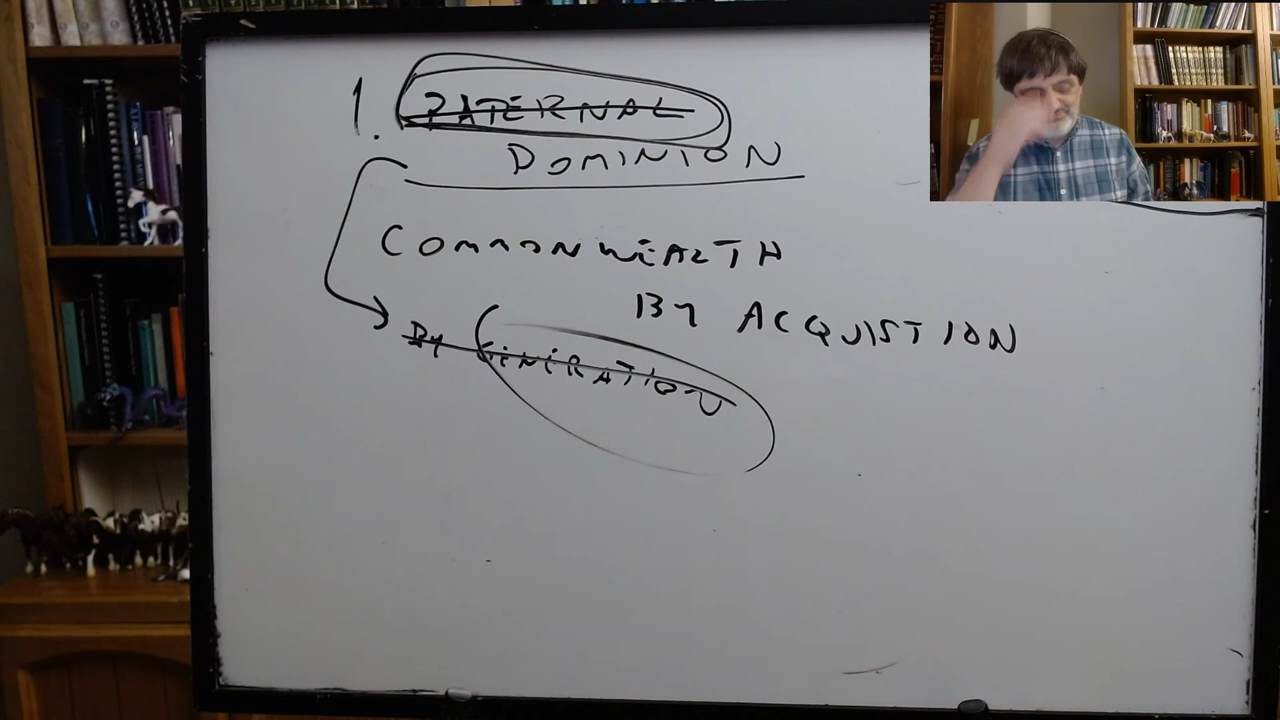 1. PATERNAL
DOMINION
COMMONWEALTH
BY ACQUISTION
BY GENERATION